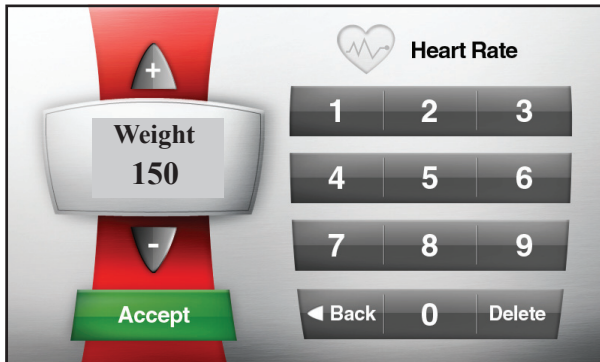 +
Weight
150
-
Accept
Heart Rate
1 2 3
4 5 6
7 8 9
◀ Back 0 Delete